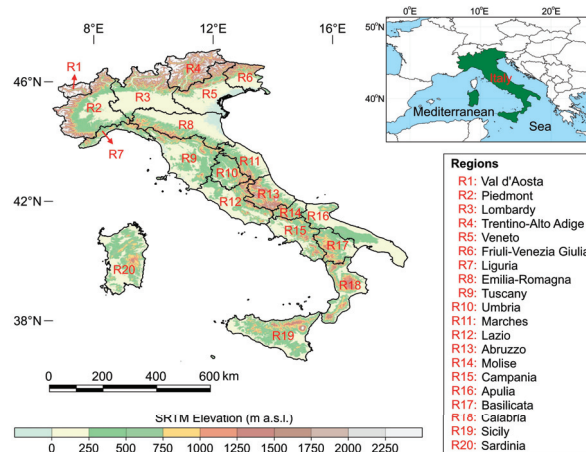 8°E
12°E
16°E
46°N
42°N
38°N
R1
R2
R3
R4
R5
R6
R7
R8
R9
R10
R11
R12
R13
R14
R15
R16
R17
R18
R19
R20
0 200 400 600 km
SRTM Elevation (m a.s.l.)
0 250 500 750 1000 1250 1500 1750 2000 2250
0°E 10°E 20°E 30°E
50°N
40°N
Italy
Mediterranean
Sea
Regions
R1: Val d'Aosta
R2: Piedmont
R3: Lombardy
R4: Trentino-Alto Adige
R5: Veneto
R6: Friuli-Venezia Giulia
R7: Liguria
R8: Emilia-Romagna
R9: Tuscany
R10: Umbria
R11: Marches
R12: Lazio
R13: Abruzzo
R14: Molise
R15: Campania
R16: Apulia
R17: Basilicata
R18: Calabria
R19: Sicily
R20: Sardinia